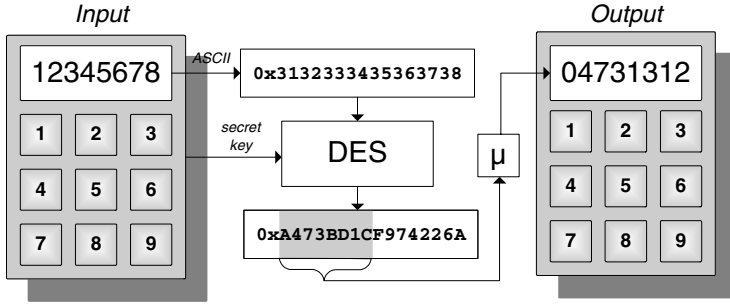 Input
12345678
1 2 3
4 5 6
7 8 9
ASCII
0x3132333435363738
secret
key
DES
0xA473BD1CF974226A
μ
Output
04731312
1 2 3
4 5 6
7 8 9